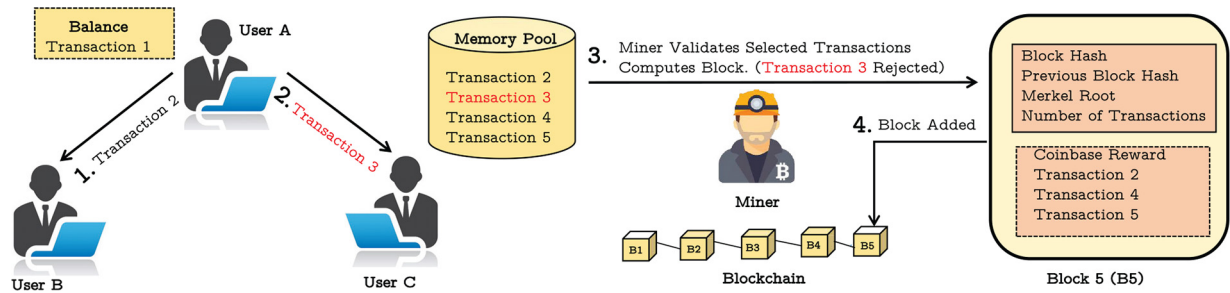 Balance
Transaction 1
User A
1. Transaction 2
2. Transaction 3
User B
User C
Memory Pool
Transaction 2
Transaction 3
Transaction 4
Transaction 5
3. Miner Validates Selected Transactions
Computes Block. (Transaction 3 Rejected)
Miner
4. Block Added
B1
B2
B3
B4
B5
Blockchain
Block Hash
Previous Block Hash
Merkel Root
Number of Transactions
Coinbase Reward
Transaction 2
Transaction 4
Transaction 5
Block 5 (B5)